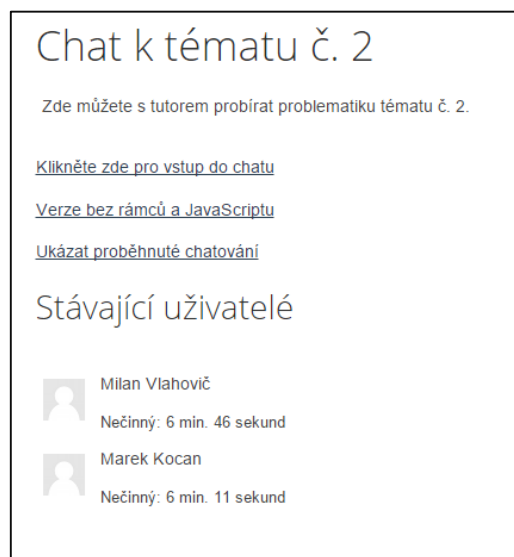 Chat k tématu č. 2
Zde můžete s tutorem probírat problematiku tématu č. 2.
Klikněte zde pro vstup do chatu
Verze bez rámců a JavaScriptu
Ukázat proběhnuté chatování
Stávající uživatelé
Milan Vlahovič
Nečinný: 6 min. 46 sekund
Marek Kocan
Nečinný: 6 min. 11 sekund